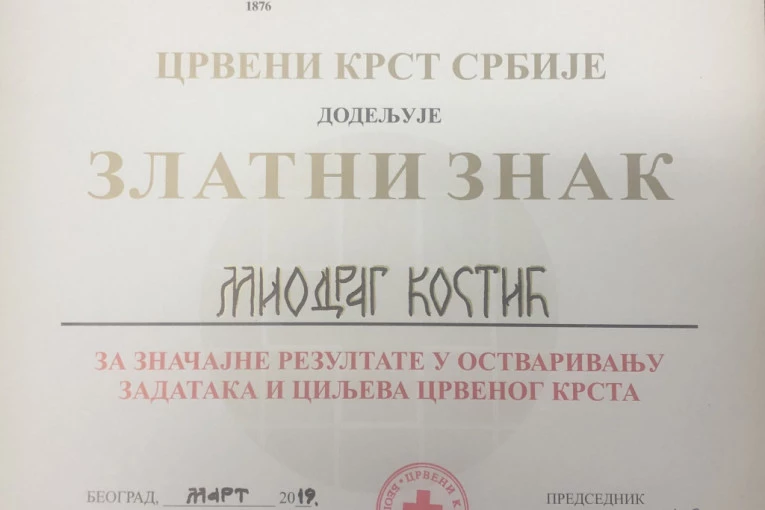 1876
ЦРВЕНИ КРСТ СРБИЈЕ
ДОДЕЉУЈЕ
ЗЛАТНИ ЗНАК
МИОДРАГ КОСТИЋ
ЗА ЗНАЧАЈНЕ РЕЗУЛТАТЕ У ОСТВАРИВАЊУ
ЗАДАТАКА И ЦИЉЕВА ЦРВЕНОГ КРСТА
БЕОГРАД, МАРТ 2019.
ЦРВЕНИ
ПРЕДСЕДНИК